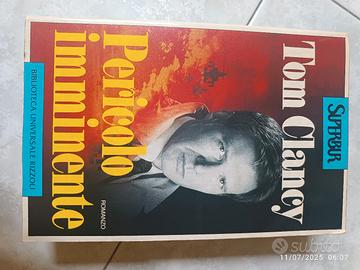 SUPERBUR
Tom Clancy
Pericolo
imminente
ROMANZO
BIBLIOTECA UNIVERSALE RIZZOLI
subito
11/07/2025 06:07